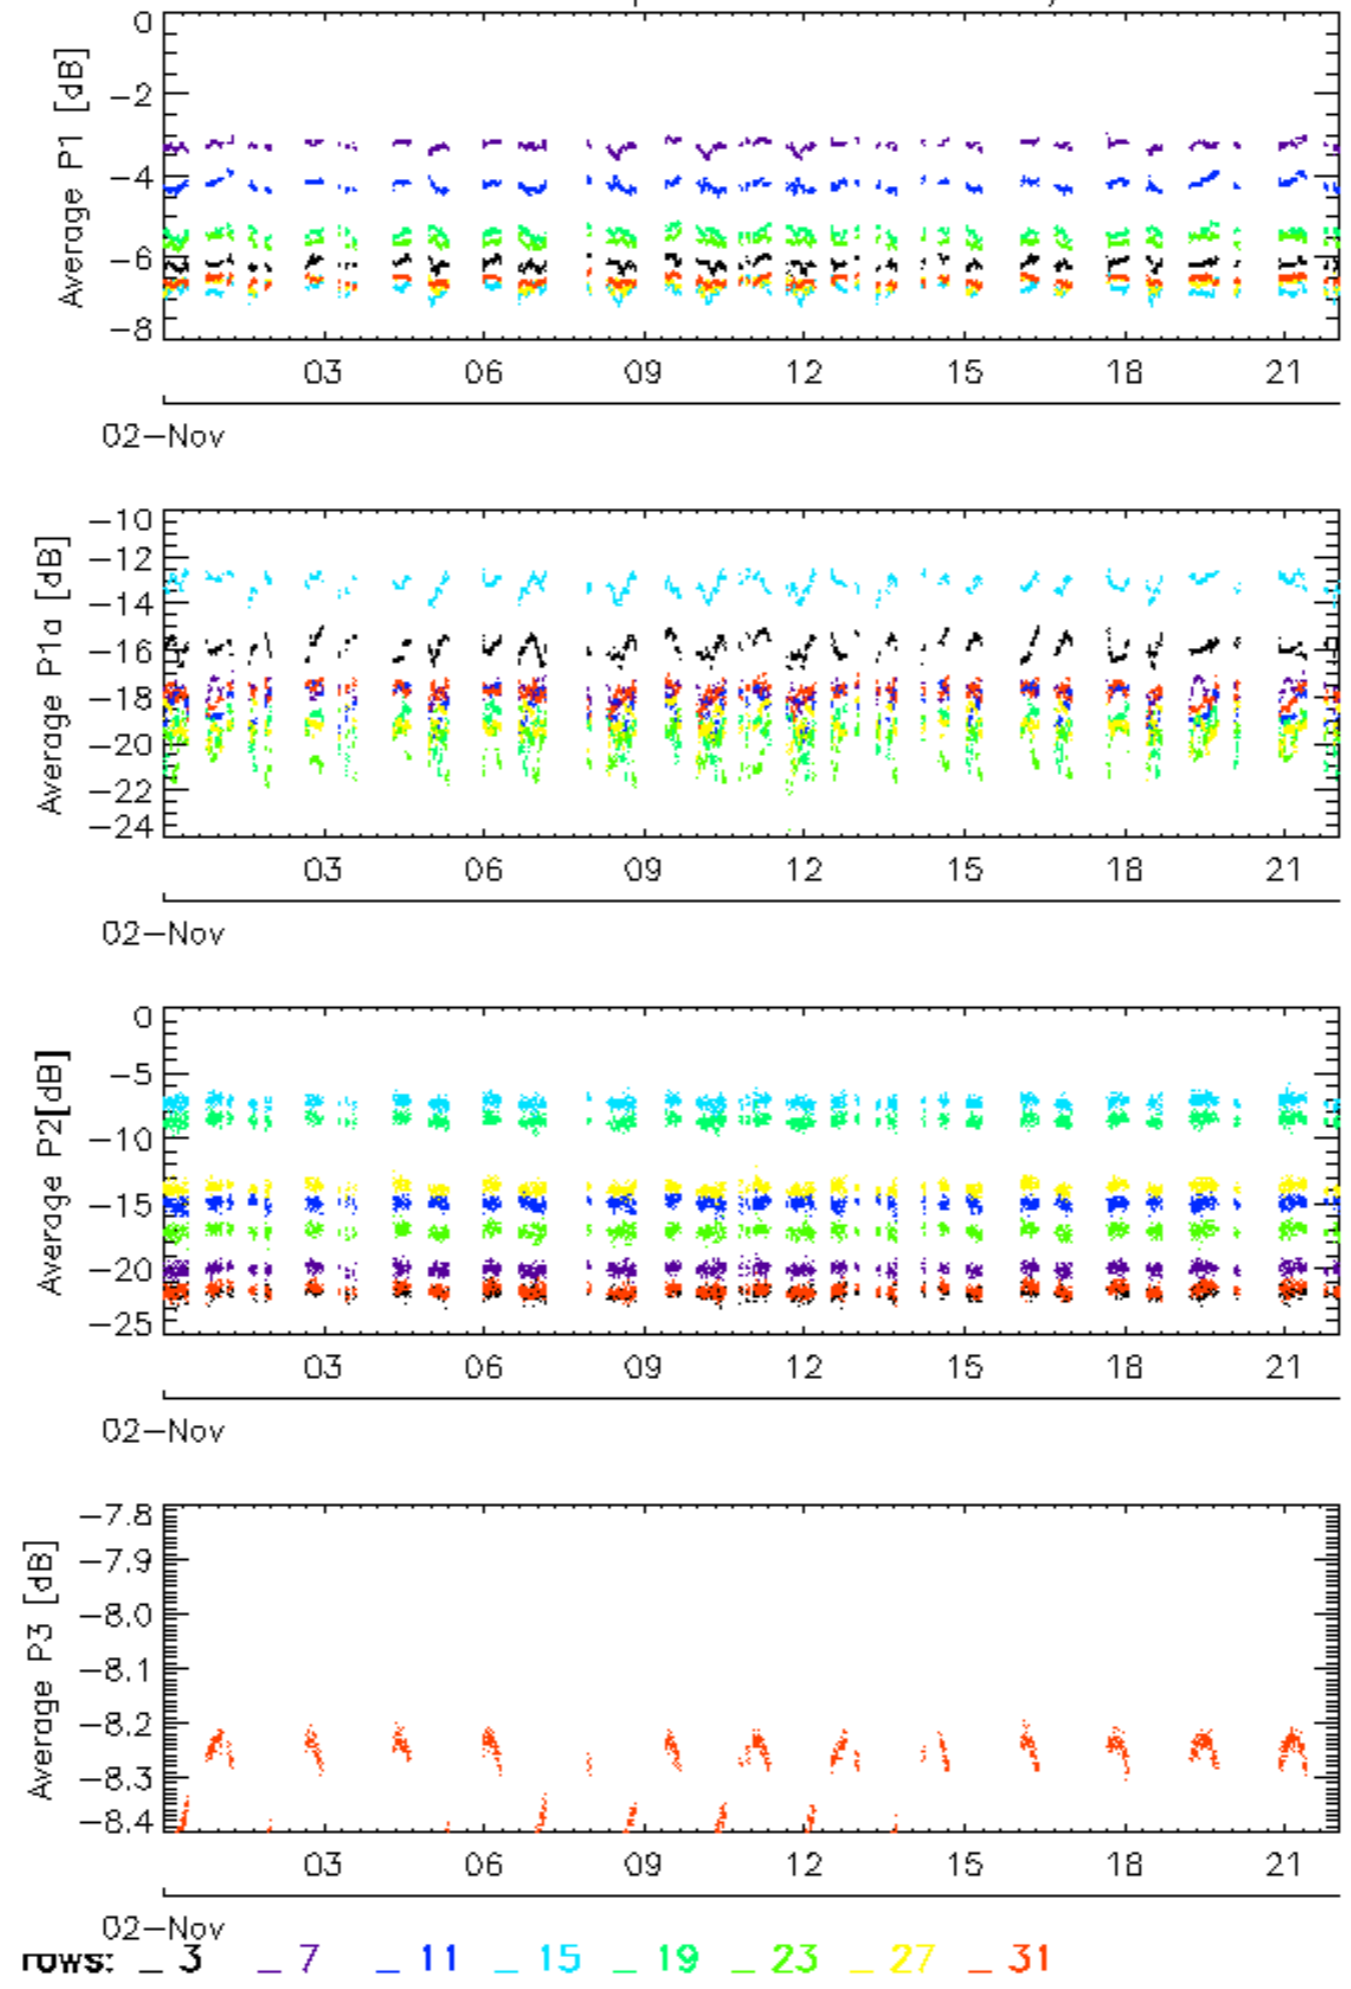 0
-2
-4
-6
-8
Average P1 [dB]
03 06 09 12 15 18 21
02-Nov
-10
-12
-14
-16
-18
-20
-22
-24
Average P1a [dB]
03 06 09 12 15 18 21
02-Nov
0
-5
-10
-15
-20
-25
Average P2[dB]
03 06 09 12 15 18 21
02-Nov
-7.8
-7.9
-8.0
-8.1
-8.2
-8.3
-8.4
Average P3 [dB]
03 06 09 12 15 18 21
02-Nov
rows: _ 3 _ 7 _ 11 _ 15 _ 19 _ 23 _ 27 _ 31